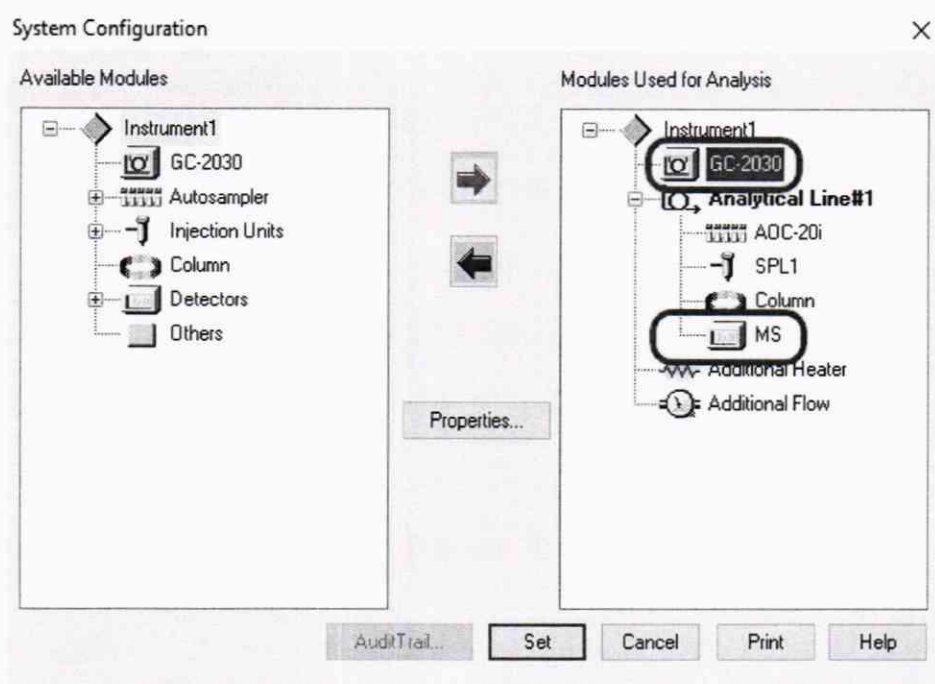 System Configuration
Available Modules
Instrument1
GC-2030
Autosampler
Injection Units
Column
Detectors
Others
Properties...
Modules Used for Analysis
Instrument1
GC-2030
Analytical Line#1
AOC-20i
SPL1
Column
MS
Additional Heater
Additional Flow
AuditTrail...
Set
Cancel
Print
Help